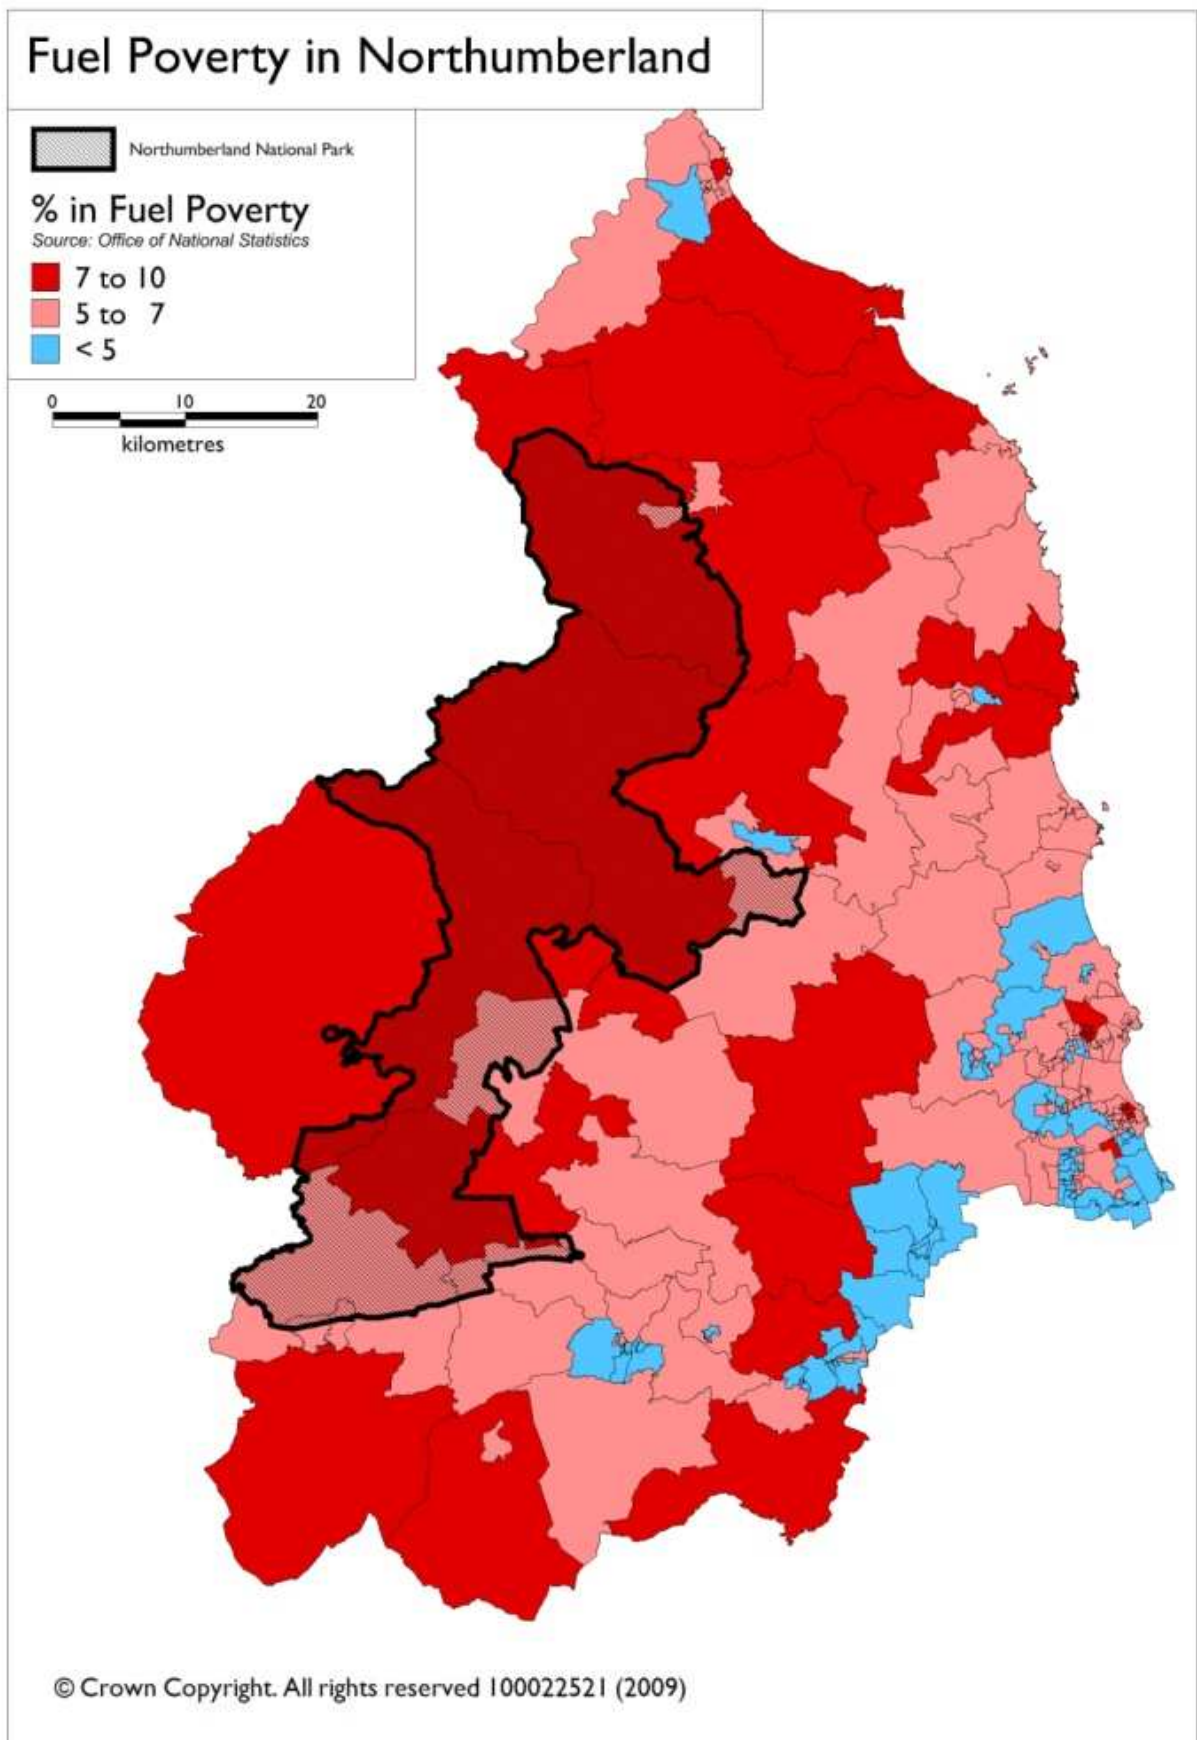 Fuel Poverty in Northumberland
Northumberland National Park
% in Fuel Poverty
Source: Office of National Statistics
7 to 10
5 to 7
< 5
0 10 20
kilometres
© Crown Copyright. All rights reserved 100022521 (2009)